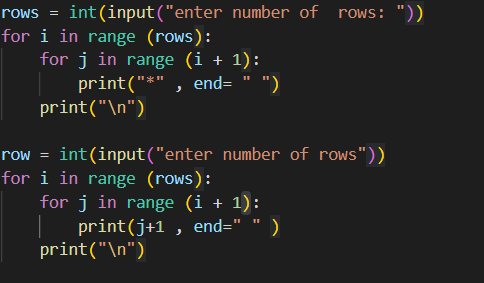 rows = int(input("enter number of  rows: "))
for i in range (rows):
    for j in range (i + 1):
        print("*" , end= " ")
    print("\n")

row = int(input("enter number of rows"))
for i in range (rows):
    for j in range (i + 1):
        print(j+1 , end=" " )
    print("\n")